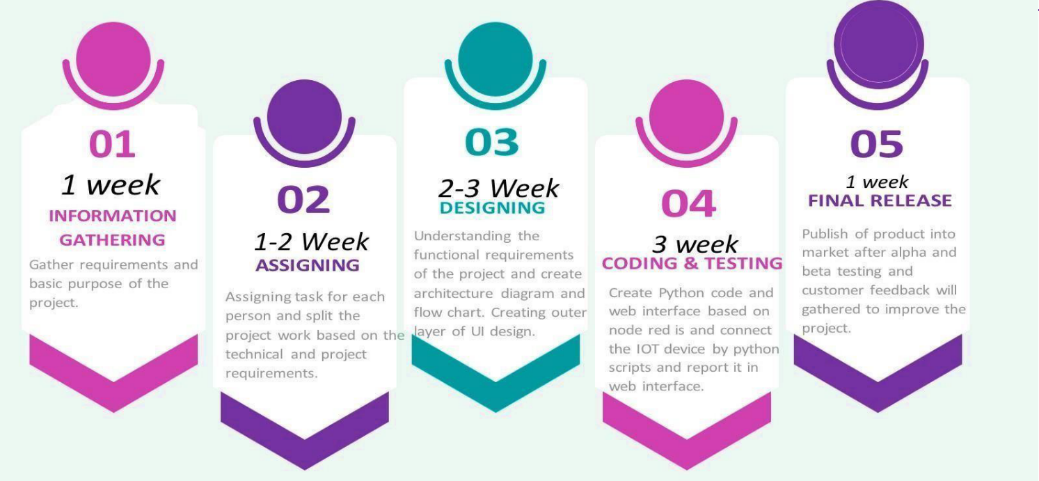 01
1 week
INFORMATION
GATHERING
Gather requirements and
basic purpose of the
project.
02
1-2 Week
ASSIGNING
Assigning task for each
person and split the
project work based on the
technical and project
requirements.
03
2-3 Week
DESIGNING
Understanding the
functional requirements
of the project and create
architecture diagram and
flow chart. Creating outer
layer of UI design.
04
3 week
CODING & TESTING
Create Python code and
web interface based on
node red is and connect
the IOT device by python
scripts and report it in
web interface.
05
1 week
FINAL RELEASE
Publish of product into
market after alpha and
beta testing and
customer feedback will
gathered to improve the
project.